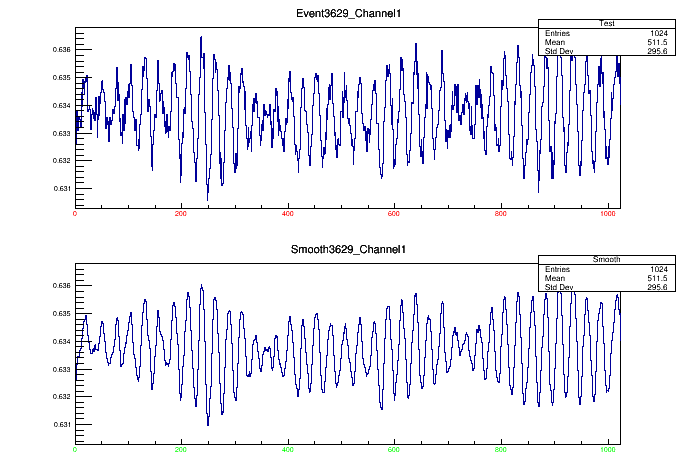 Event3629_Channel1
Test
Entries 1024
Mean 511.5
Std Dev 295.6
0.636
0.635
0.634
0.633
0.632
0.631
0 200 400 600 800 1000
Smooth3629_Channel1
Smooth
Entries 1024
Mean 511.5
Std Dev 295.6
0.636
0.635
0.634
0.633
0.632
0.631
0 200 400 600 800 1000